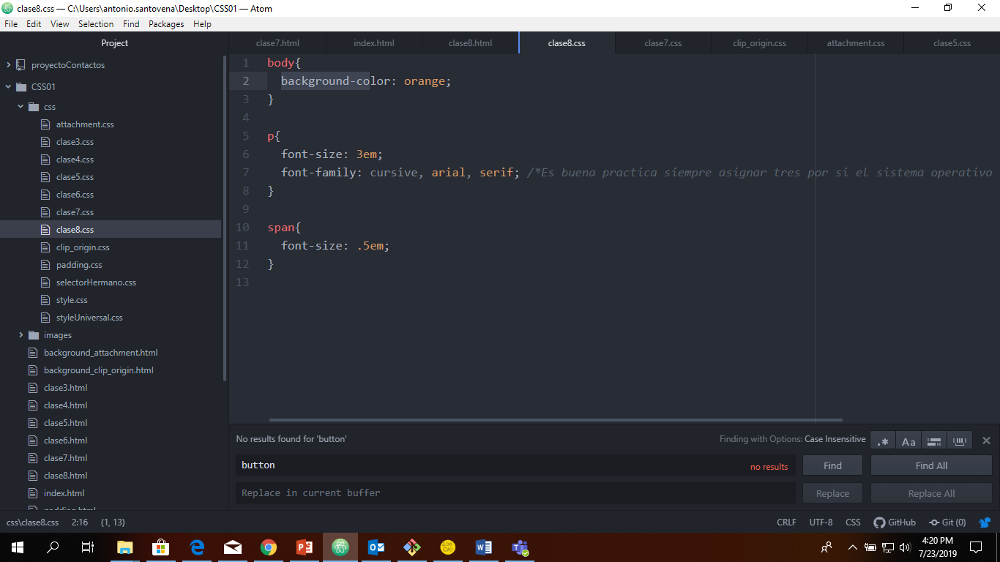 clase8.css — C:\Users\antonio.santovena\Desktop\CSS01 — Atom
File Edit View Selection Find Packages Help
Project
clase7.html index.html clase8.html clase8.css clase7.css clip_origin.css attachment.css clase5.css
proyectoContactos
CSS01
css
attachment.css
clase3.css
clase4.css
clase5.css
clase6.css
clase7.css
clase8.css
clip_origin.css
padding.css
selectorHermano.css
style.css
styleUniversal.css
images
background_attachment.html
background_clip_origin.html
clase3.html
clase4.html
clase5.html
clase6.html
clase7.html
clase8.html
index.html
padding.html
1 body{
2 background-color: orange;
3 }
4
5 p{
6 font-size: 3em;
7 font-family: cursive, arial, serif; /*Es buena practica siempre asignar tres por si el sistema operativo
8 }
9
10 span{
11 font-size: .5em;
12 }
13
No results found for 'button'
Finding with Options: Case Insensitive
.* Aa
button no results Find Find All
Replace in current buffer Replace Replace All
css\clase8.css 2:16 (1, 13) CRLF UTF-8 CSS GitHub Git (0)
4:20 PM
7/23/2019